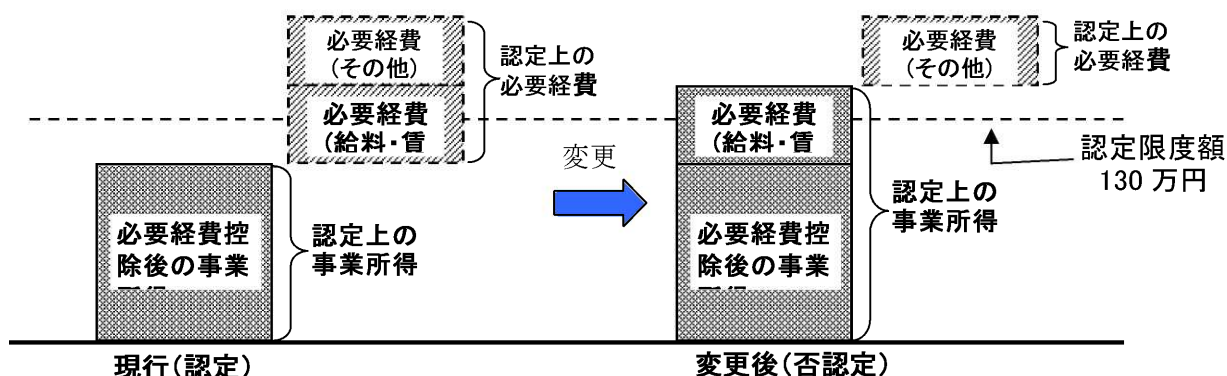 必要経費
(その他)
認定上の
必要経費
必要経費
(給料・賃
必要経費控
除後の事業
認定上の
事業所得
現行(認定)
変更
必要経費
(その他)
認定上の
必要経費
必要経費
(給料・賃
認定限度額
130 万円
認定上の
事業所得
必要経費控
除後の事業
変更後(否認定)